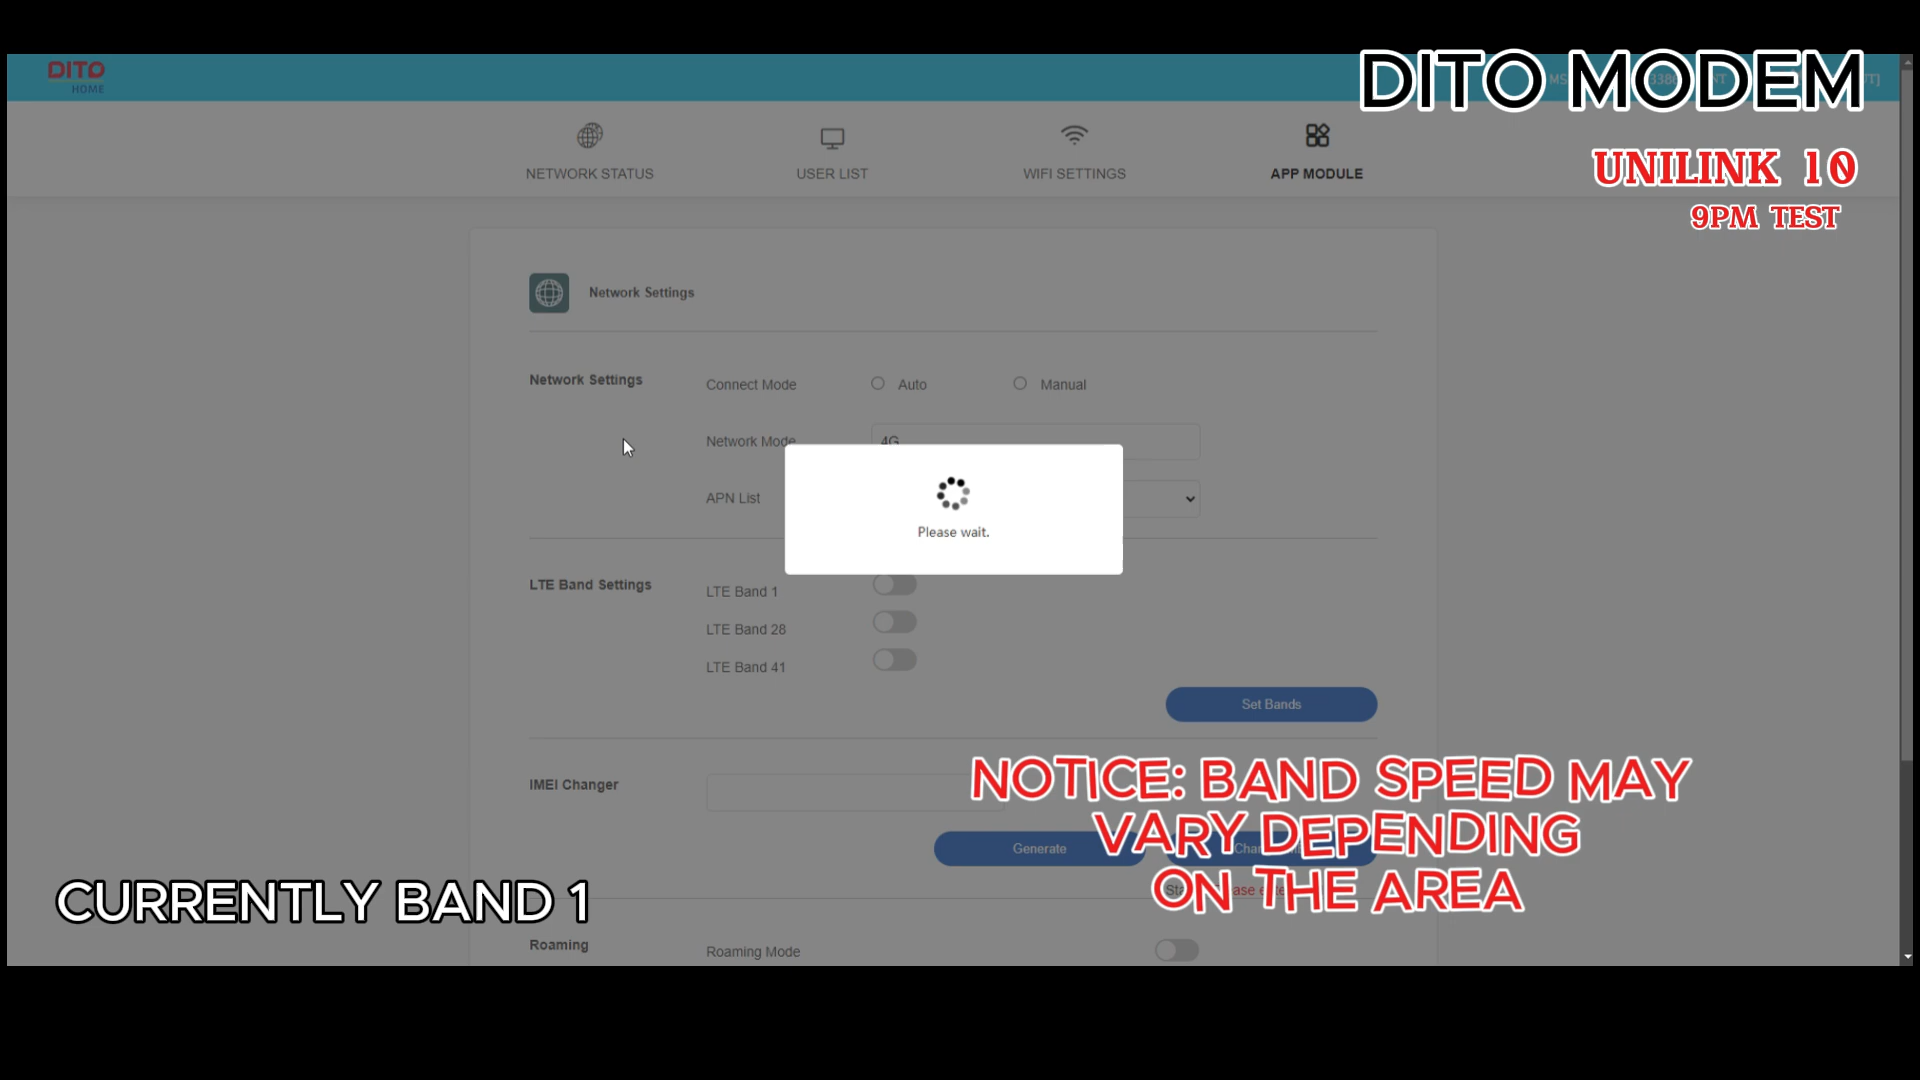 DITO
HOME
DITO MODEM
UNILINK 10
9PM TEST
NETWORK STATUS
USER LIST
WIFI SETTINGS
APP MODULE
Network Settings
Network Settings
Connect Mode
Auto
Manual
Network Mode
4G
APN List
Please wait.
LTE Band Settings
LTE Band 1
LTE Band 28
LTE Band 41
Set Bands
NOTICE: BAND SPEED MAY
VARY DEPENDING
ON THE AREA
IMEI Changer
Generate
CURRENTLY BAND 1
Roaming
Roaming Mode